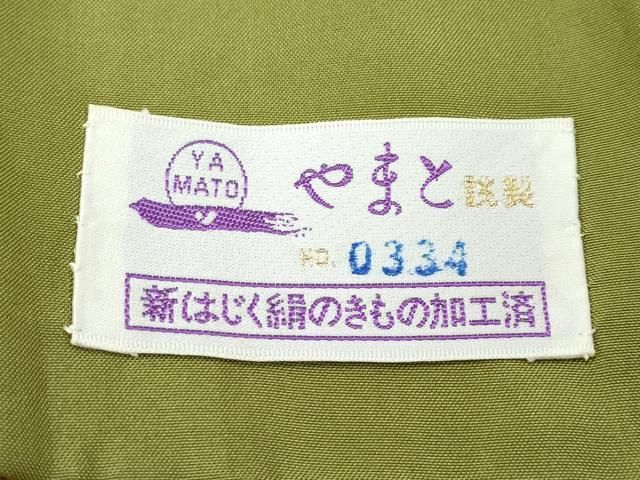 YA
MATO
やまと 謹製
NO. 0334
新はじく絹のきもの加工済